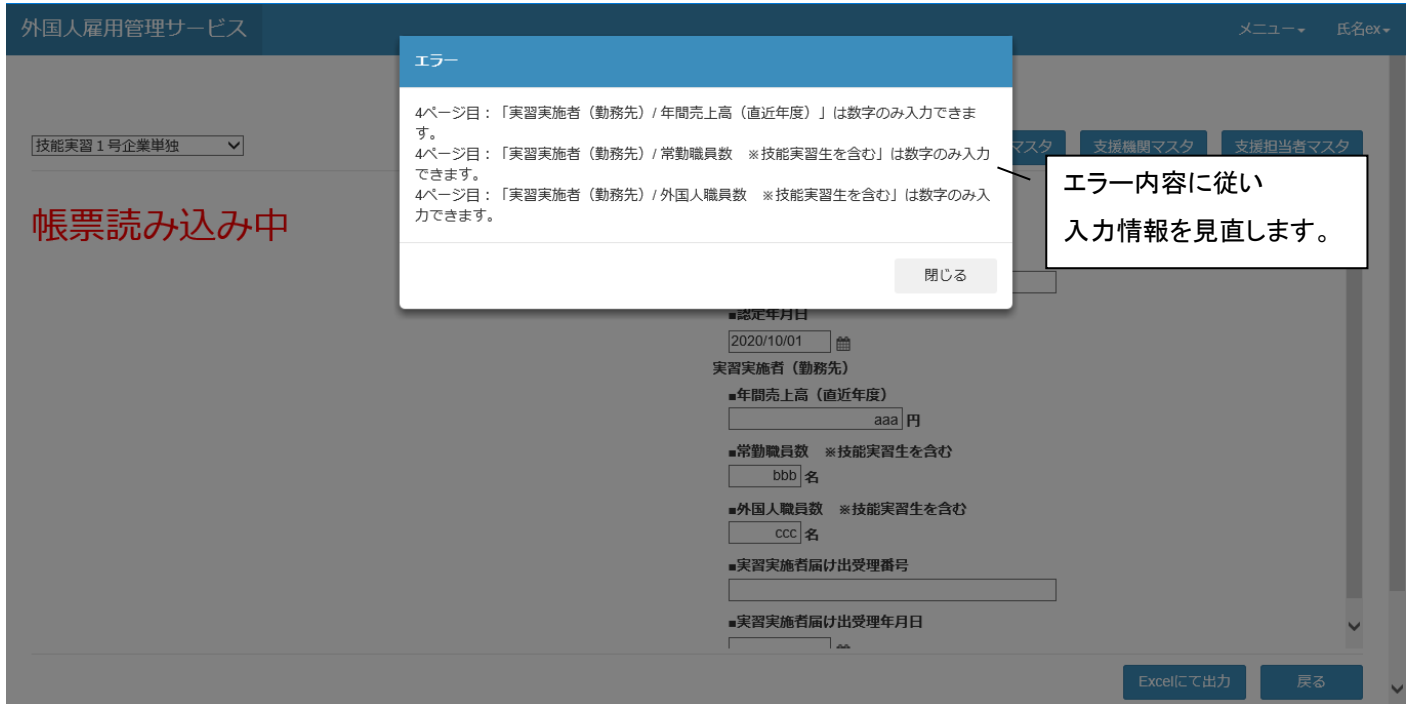 外国人雇用管理サービス
メニュー
氏名ex
エラー
4ページ目：「実習実施者（勤務先）/ 年間売上高（直近年度）」は数字のみ入力できま
す。
4ページ目：「実習実施者（勤務先）/ 常勤職員数　※技能実習生を含む」は数字のみ入力
できます。
4ページ目：「実習実施者（勤務先）/ 外国人職員数　※技能実習生を含む」は数字のみ入
力できます。
閉じる
技能実習１号企業単独
マスタ
支援機関マスタ
支援担当者マスタ
エラー内容に従い
入力情報を見直します。
帳票読み込み中
■認定年月日
2020/10/01
実習実施者（勤務先）
■年間売上高（直近年度）
aaa 円
■常勤職員数　※技能実習生を含む
bbb 名
■外国人職員数　※技能実習生を含む
ccc 名
■実習実施者届け出受理番号
■実習実施者届け出受理年月日
Excelにて出力
戻る